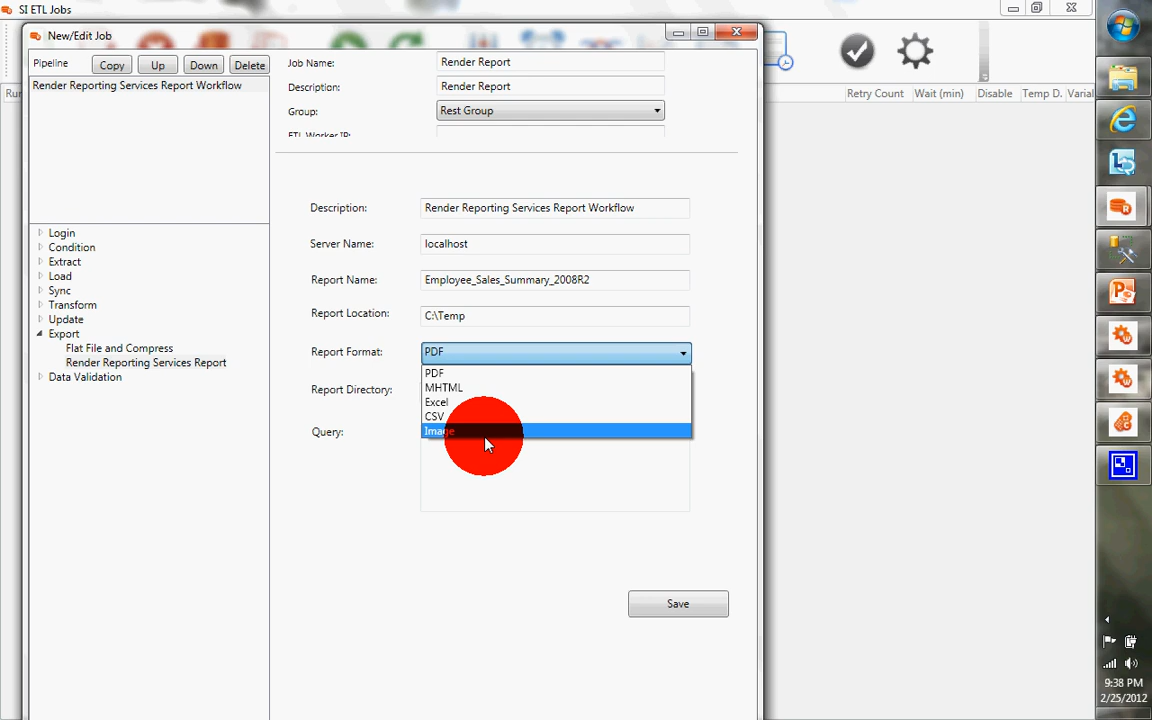 SI ETL Jobs
New/Edit Job
Pipeline
Copy
Up
Down
Delete
Render Reporting Services Report Workflow
Job Name:
Render Report
Description:
Render Report
Group:
Rest Group
ETL Worker IP:
Retry Count
Wait (min)
Disable
Temp D.
Login
Condition
Extract
Load
Sync
Transform
Update
Export
Flat File and Compress
Render Reporting Services Report
Data Validation
Description:
Render Reporting Services Report Workflow
Server Name:
localhost
Report Name:
Employee_Sales_Summary_2008R2
Report Location:
C:\Temp
Report Format:
PDF
PDF
MHTML
Excel
CSV
Image
Report Directory:
Query:
Save
9:38 PM
2/25/2012